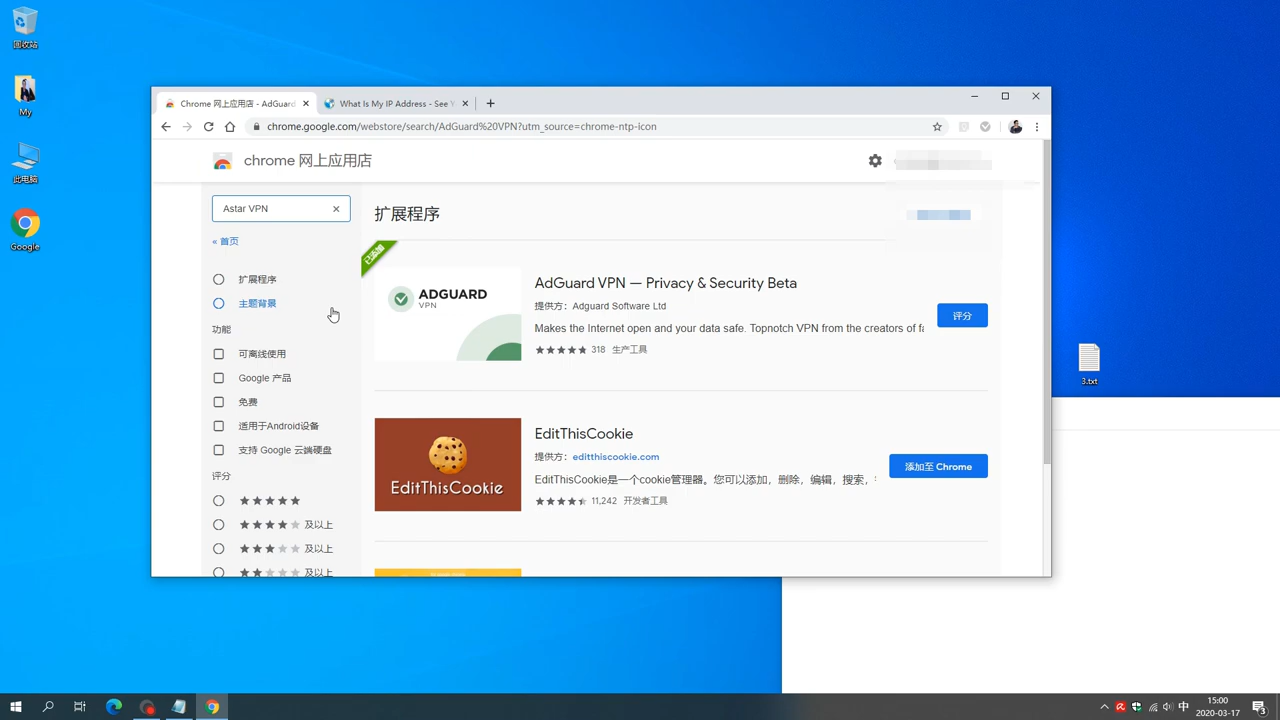 回收站
My
此电脑
Google
Chrome 网上应用店 - AdGuard
What Is My IP Address - See Y
chrome.google.com/webstore/search/AdGuard%20VPN?utm_source=chrome-ntp-icon
chrome 网上应用店
Astar VPN
« 首页
扩展程序
主题背景
功能
可离线使用
Google 产品
免费
适用于Android设备
支持 Google 云端硬盘
评分
及以上
及以上
及以上
扩展程序
已添加
ADGUARD
VPN
AdGuard VPN — Privacy & Security Beta
提供方: Adguard Software Ltd
Makes the Internet open and your data safe. Topnotch VPN from the creators of fa
318 生产工具
评分
EditThisCookie
EditThisCookie
提供方: editthiscookie.com
EditThisCookie是一个cookie管理器。您可以添加，删除，编辑，搜索，
11,242 开发者工具
添加至 Chrome
3.txt
中
15:00
2020-03-17
3